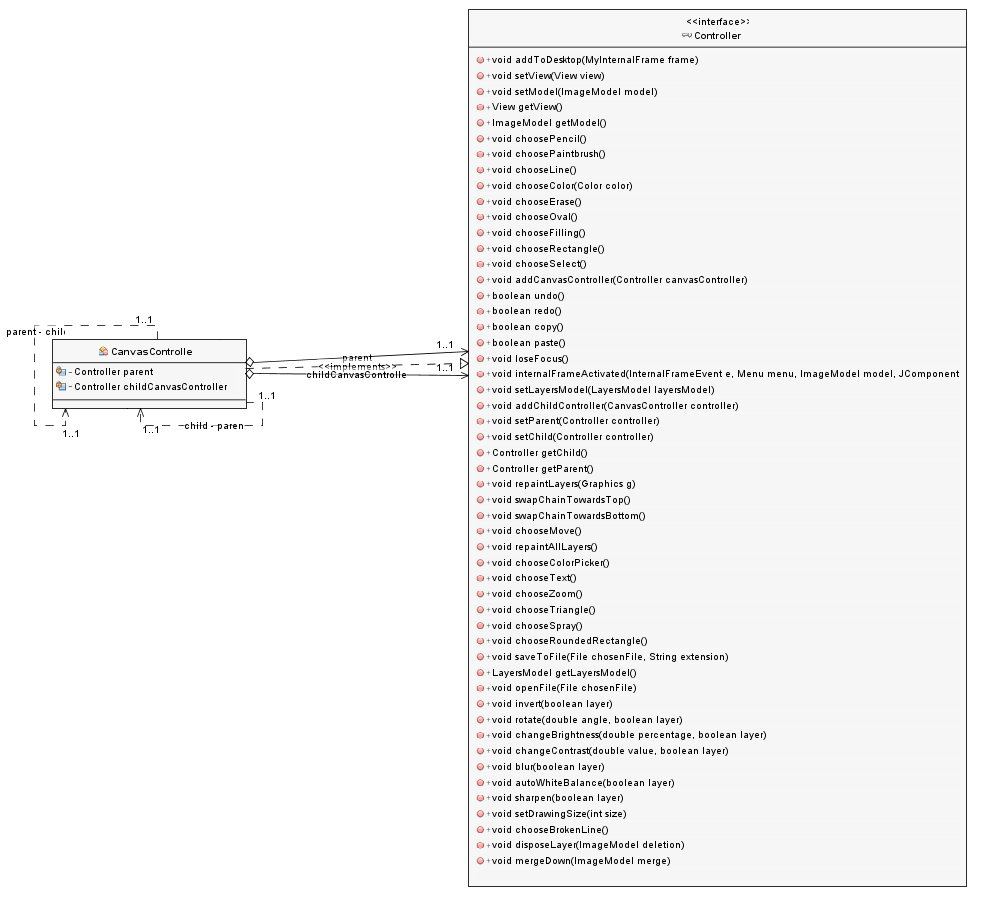 <<interface>>
Controller
+void addToDesktop(MyInternalFrame frame)
+void setView(View view)
+void setModel(ImageModel model)
+View getView()
+ImageModel getModel()
+void choosePencil()
+void choosePaintbrush()
+void chooseLine()
+void chooseColor(Color color)
+void chooseErase()
+void chooseOval()
+void chooseFilling()
+void chooseRectangle()
+void chooseSelect()
+void addCanvasController(Controller canvasController)
+boolean undo()
+boolean redo()
+boolean copy()
+boolean paste()
+void loseFocus()
+void internalFrameActivated(InternalFrameEvent e, Menu menu, ImageModel model, JComponent
+void setLayersModel(LayersModel layersModel)
+void addChildController(CanvasController controller)
+void setParent(Controller controller)
+void setChild(Controller controller)
+Controller getChild()
+Controller getParent()
+void repaintLayers(Graphics g)
+void swapChainTowardsTop()
+void swapChainTowardsBottom()
+void chooseMove()
+void repaintAllLayers()
+void chooseColorPicker()
+void chooseText()
+void chooseZoom()
+void chooseTriangle()
+void chooseSpray()
+void chooseRoundedRectangle()
+void saveToFile(File chosenFile, String extension)
+LayersModel getLayersModel()
+void openFile(File chosenFile)
+void invert(boolean layer)
+void rotate(double angle, boolean layer)
+void changeBrightness(double percentage, boolean layer)
+void changeContrast(double value, boolean layer)
+void blur(boolean layer)
+void autoWhiteBalance(boolean layer)
+void sharpen(boolean layer)
+void setDrawingSize(int size)
+void chooseBrokenLine()
+void disposeLayer(ImageModel deletion)
+void mergeDown(ImageModel merge)
1..1
parent - chil
CanvasControlle
- Controller parent
- Controller childCanvasController
1..1
parent
<<implements>>
1..1
childCanvasControlle
1..1
child - paren
1..1
1..1